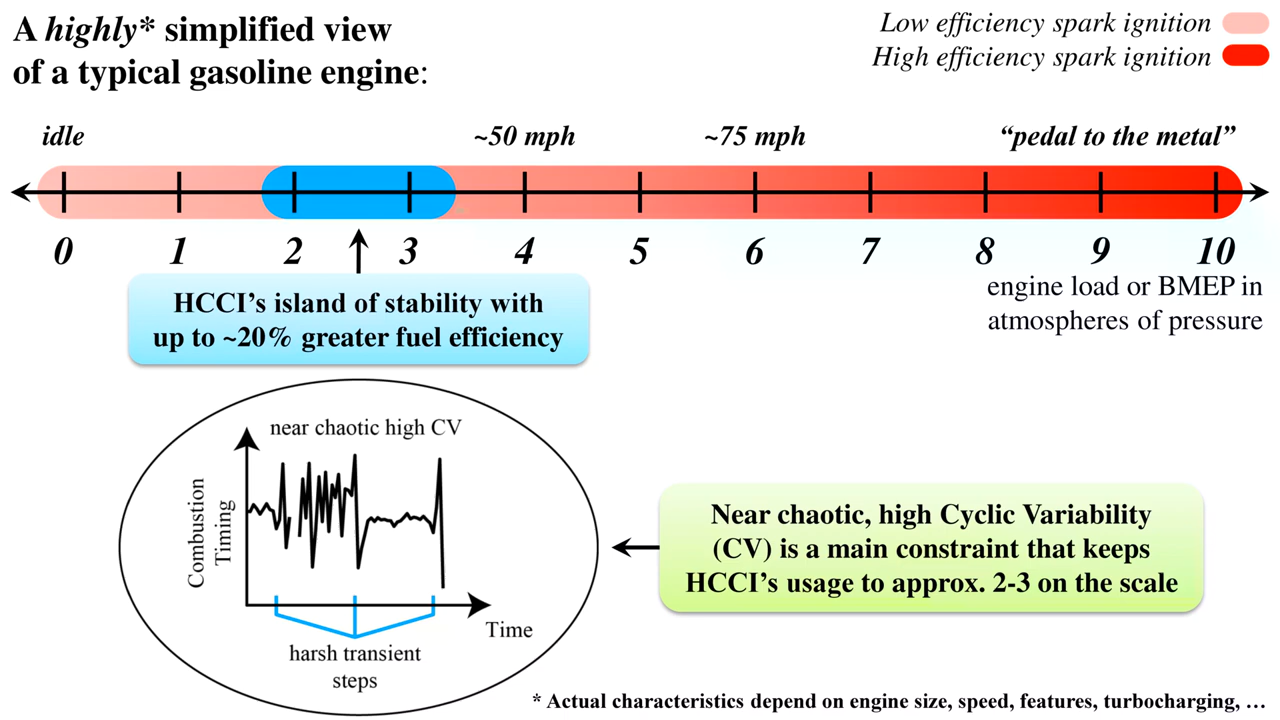 A highly* simplified view
of a typical gasoline engine:
Low efficiency spark ignition
High efficiency spark ignition
idle
~50 mph
~75 mph
“pedal to the metal”
0 1 2 3 4 5 6 7 8 9 10
engine load or BMEP in
atmospheres of pressure
HCCI’s island of stability with
up to ~20% greater fuel efficiency
near chaotic high CV
Combustion
Timing
Time
harsh transient
steps
Near chaotic, high Cyclic Variability
(CV) is a main constraint that keeps
HCCI’s usage to approx. 2-3 on the scale
* Actual characteristics depend on engine size, speed, features, turbocharging, …